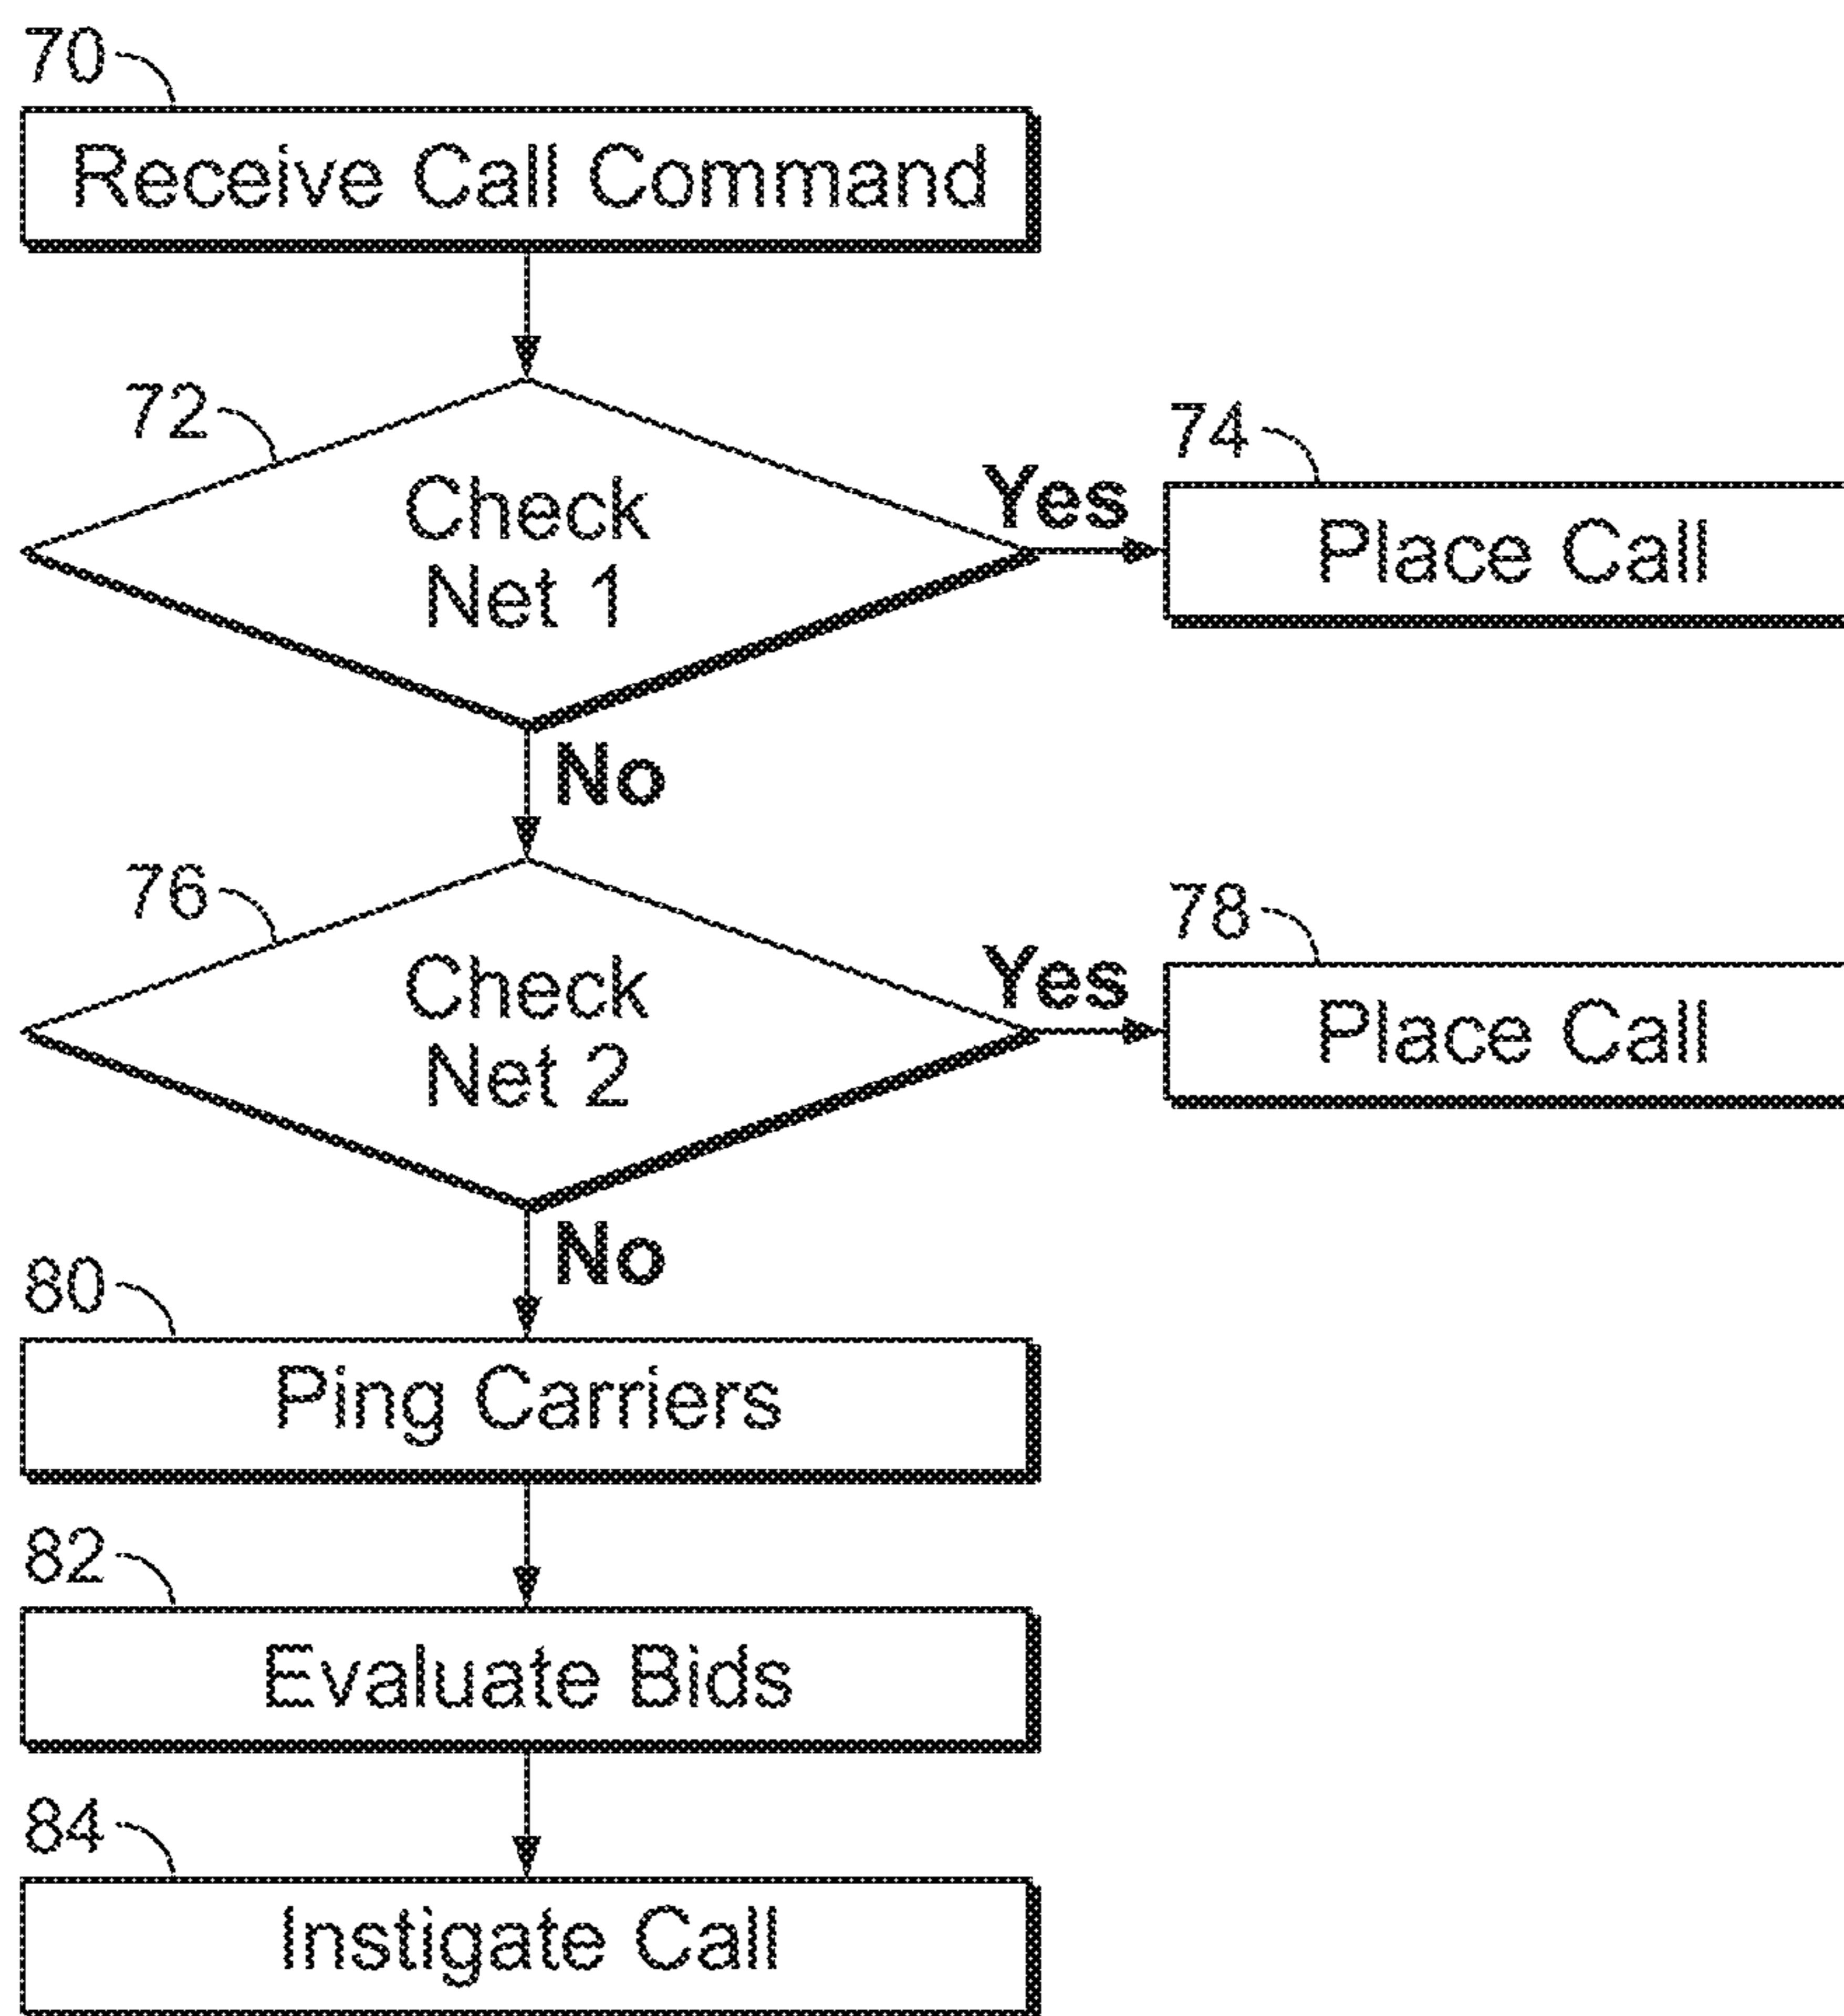 70
Receive Call Command
72
Check
Net 1
Yes
74
Place Call
No
76
Check
Net 2
Yes
78
Place Call
No
80
Ping Carriers
82
Evaluate Bids
84
Instigate Call